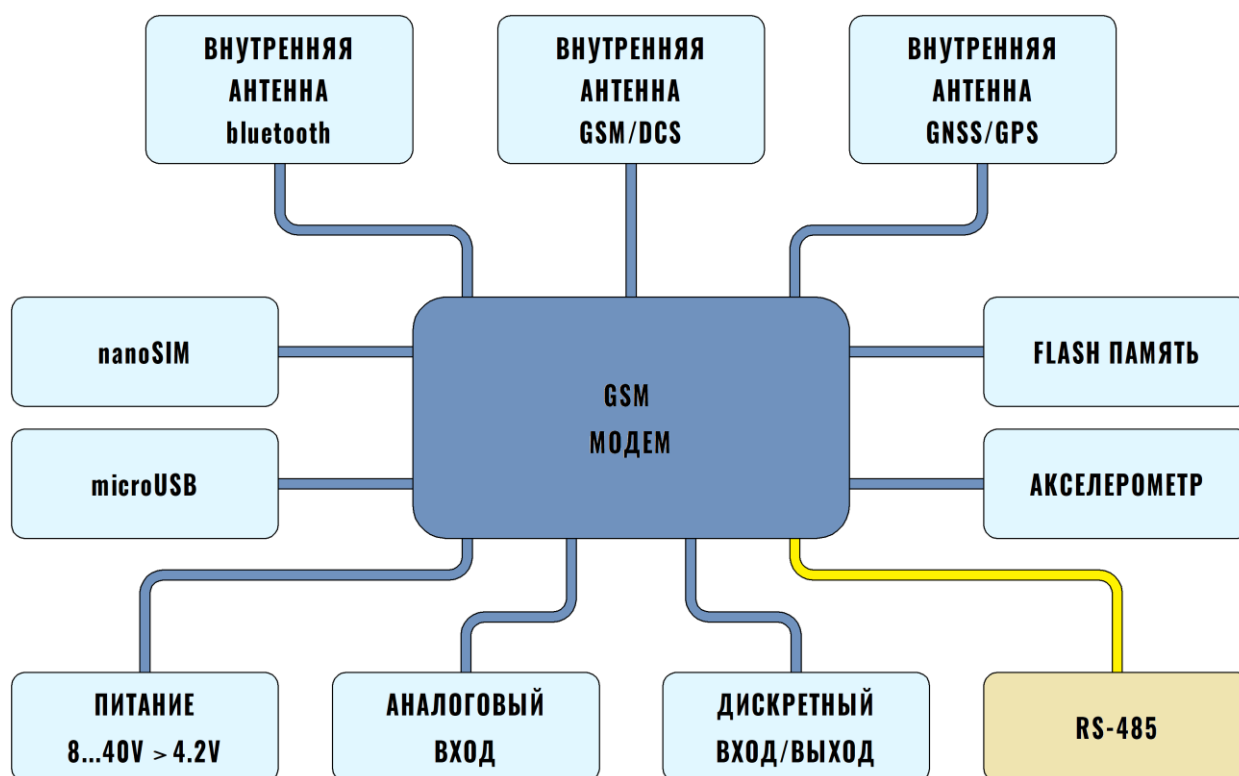 ВНУТРЕННЯЯ
АНТЕННА
bluetooth
ВНУТРЕННЯЯ
АНТЕННА
GSM/DCS
ВНУТРЕННЯЯ
АНТЕННА
GNSS/GPS
nanoSIM
GSM
МОДЕМ
FLASH ПАМЯТЬ
microUSB
АКСЕЛЕРОМЕТР
ПИТАНИЕ
8...40V > 4.2V
АНАЛОГОВЫЙ
ВХОД
ДИСКРЕТНЫЙ
ВХОД/ВЫХОД
RS-485